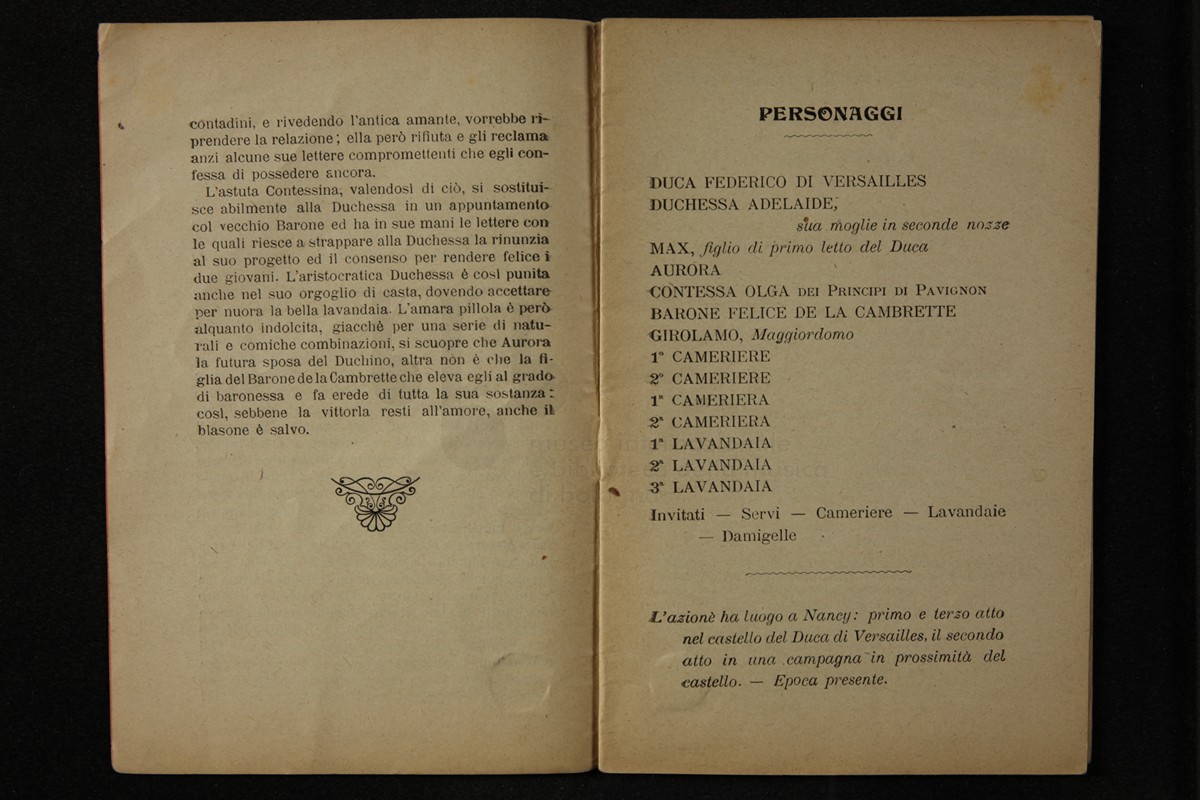 contadini, e rivedendo l'antica amante, vorrebbe ri-
prendere la relazione; ella però rifiuta e gli reclama
anzi alcune sue lettere compromettenti che egli con-
fessa di possedere ancora.
L'astuta Contessina, valendosi di ciò, si sostitui-
sce abilmente alla Duchessa in un appuntamento
col vecchio Barone ed ha in sue mani le lettere con
le quali riesce a strappare alla Duchessa la rinunzia
al suo progetto ed il consenso per rendere felice i
due giovani. L'aristocratica Duchessa è così punita
anche nel suo orgoglio di casta, dovendo accettare
per nuora la bella lavandaia. L'amara pillola è però
alquanto indolcita, giacchè per una serie di natu-
rali e comiche combinazioni, si scuopre che Aurora
la futura sposa del Duchino, altra non è che la fi-
glia del Barone de la Cambrette che eleva egli al grado
di baronessa e fa erede di tutta la sua sostanza:
così, sebbene la vittorla resti all'amore, anche il
blasone è salvo.
PERSONAGGI
DUCA FEDERICO DI VERSAILLES
DUCHESSA ADELAIDE,
sua moglie in seconde nozze
MAX, figlio di primo letto del Duca
AURORA
CONTESSA OLGA DEI PRINCIPI DI PAVIGNON
BARONE FELICE DE LA CAMBRETTE
GIROLAMO, Maggiordomo
1º CAMERIERE
2º CAMERIERE
1ª CAMERIERA
2ª CAMERIERA
1ª LAVANDAIA
2ª LAVANDAIA
3ª LAVANDAIA
Invitati — Servi — Cameriere — Lavandaie
— Damigelle
L'azionè ha luogo a Nancy: primo e terzo atto
nel castello del Duca di Versailles, il secondo
atto in una campagna in prossimità del
castello. — Epoca presente.